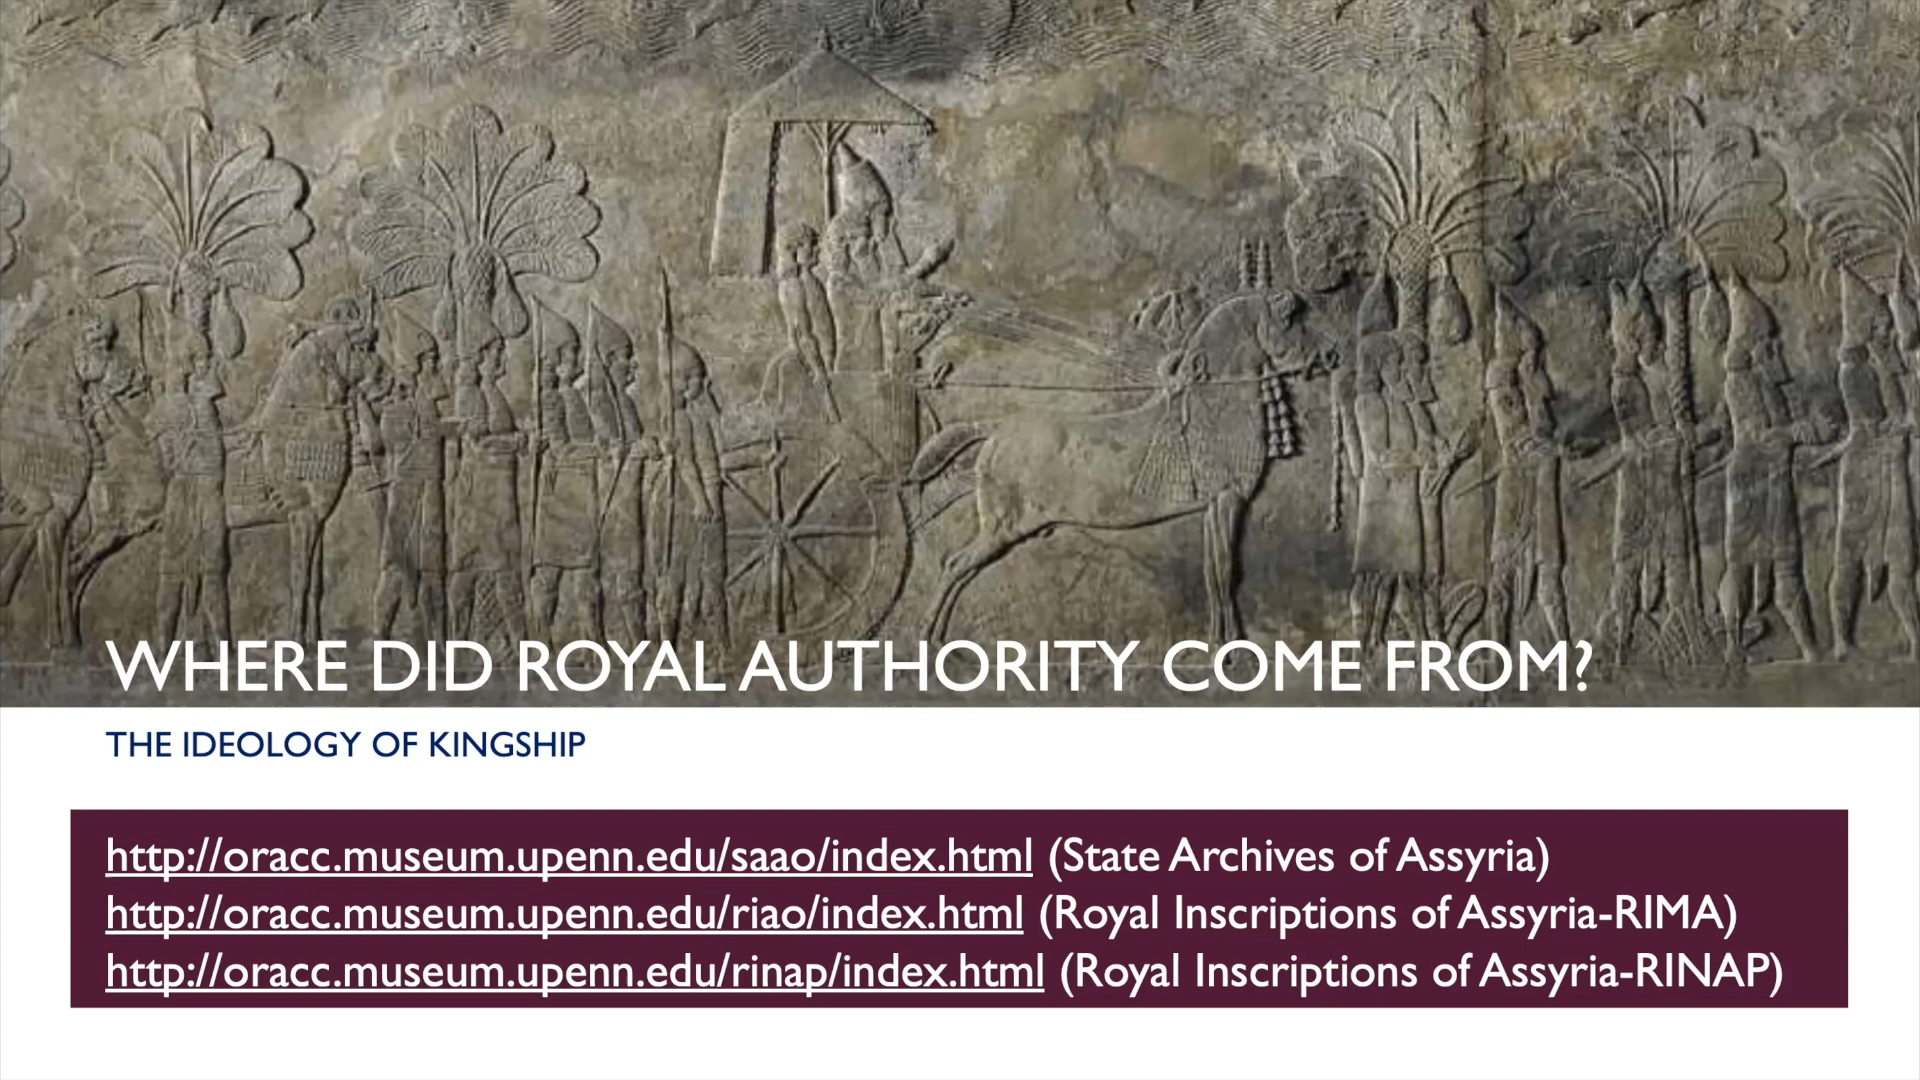 WHERE DID ROYAL AUTHORITY COME FROM?
THE IDEOLOGY OF KINGSHIP
http://oracc.museum.upenn.edu/saao/index.html (State Archives of Assyria)
http://oracc.museum.upenn.edu/riao/index.html (Royal Inscriptions of Assyria-RIMA)
http://oracc.museum.upenn.edu/rinap/index.html (Royal Inscriptions of Assyria-RINAP)